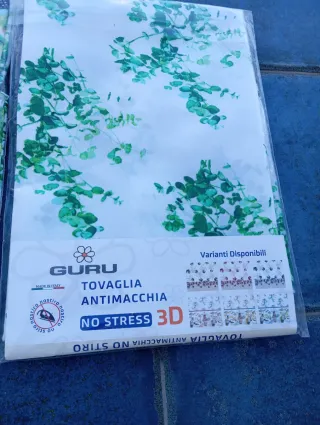 GURU
TOVAGLIA
ANTIMACCHIA
NO STRESS 3D
Varianti Disponibili
TOVAGLIA ANTIMACCHIA NO STIRO